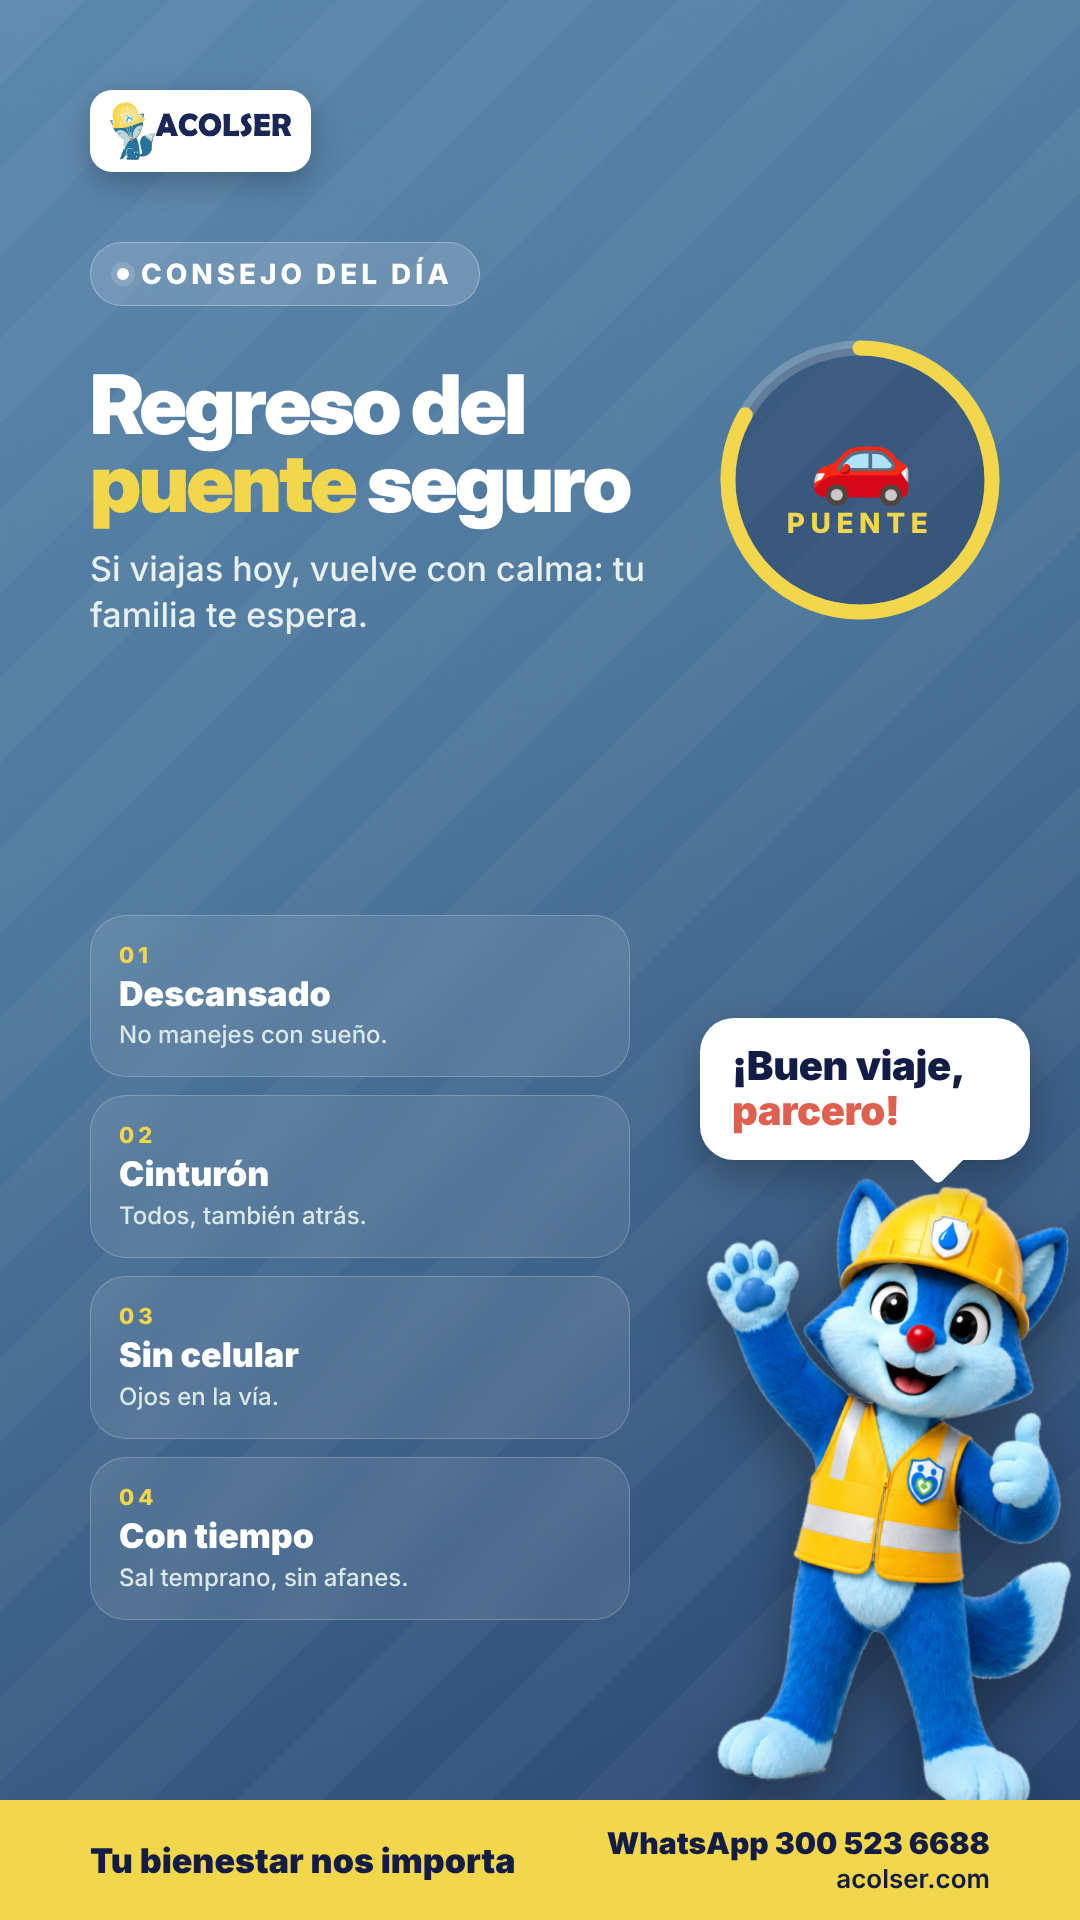 ACOLSER
CONSEJO DEL DÍA
Regreso del
puente seguro
Si viajas hoy, vuelve con calma: tu
familia te espera.
PUENTE
01
Descansado
No manejes con sueño.
02
Cinturón
Todos, también atrás.
03
Sin celular
Ojos en la vía.
04
Con tiempo
Sal temprano, sin afanes.
¡Buen viaje,
parcero!
Tu bienestar nos importa
WhatsApp 300 523 6688
acolser.com